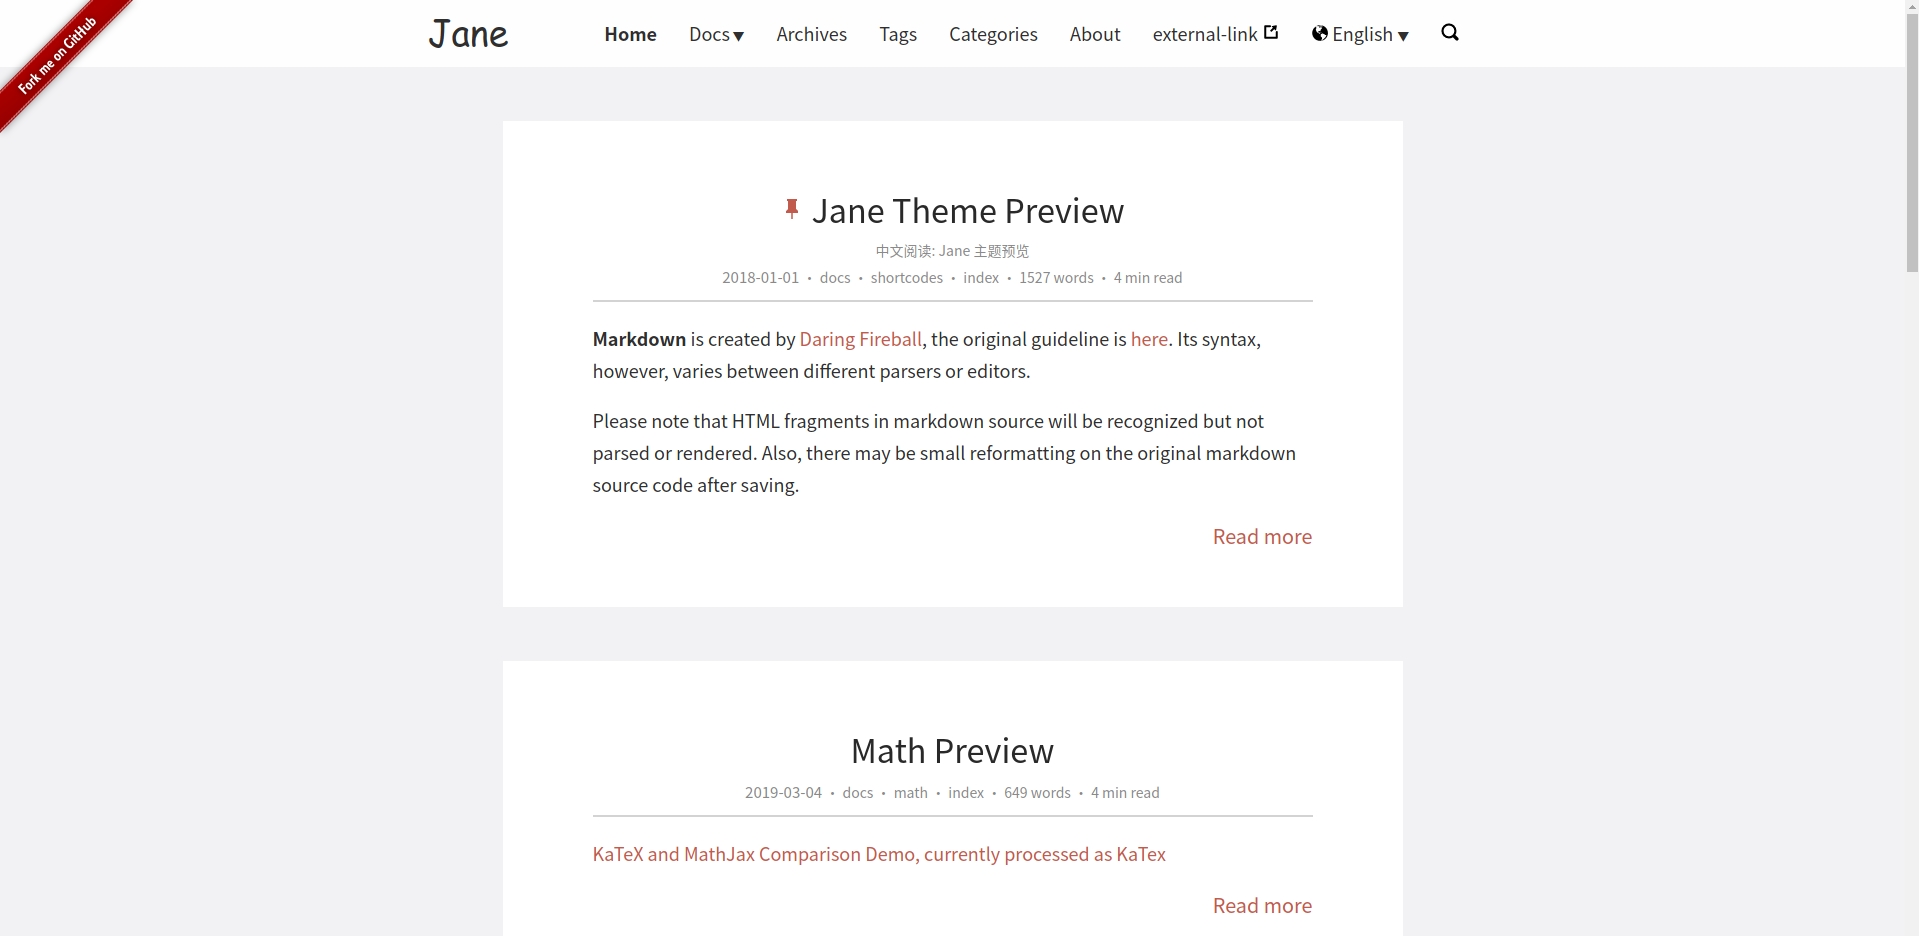 Fork me on GitHub
Jane Home Docs▼ Archives Tags Categories About external-link English ▼
Jane Theme Preview
中文阅读: Jane 主题预览
2018-01-01 • docs • shortcodes • index • 1527 words • 4 min read
Markdown is created by Daring Fireball, the original guideline is here. Its syntax,
however, varies between different parsers or editors.
Please note that HTML fragments in markdown source will be recognized but not
parsed or rendered. Also, there may be small reformatting on the original markdown
source code after saving.
Read more
Math Preview
2019-03-04 • docs • math • index • 649 words • 4 min read
KaTeX and MathJax Comparison Demo, currently processed as KaTex
Read more